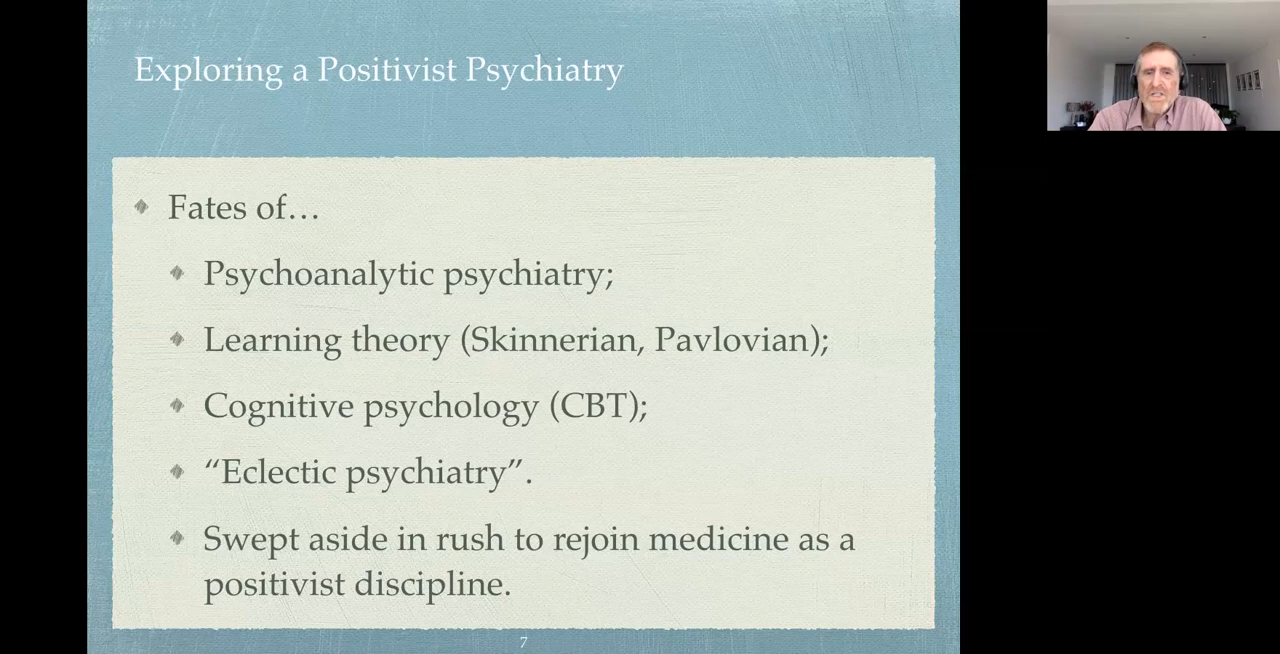 Exploring a Positivist Psychiatry
Fates of…
Psychoanalytic psychiatry;
Learning theory (Skinnerian, Pavlovian);
Cognitive psychology (CBT);
“Eclectic psychiatry”.
Swept aside in rush to rejoin medicine as a
positivist discipline.
7